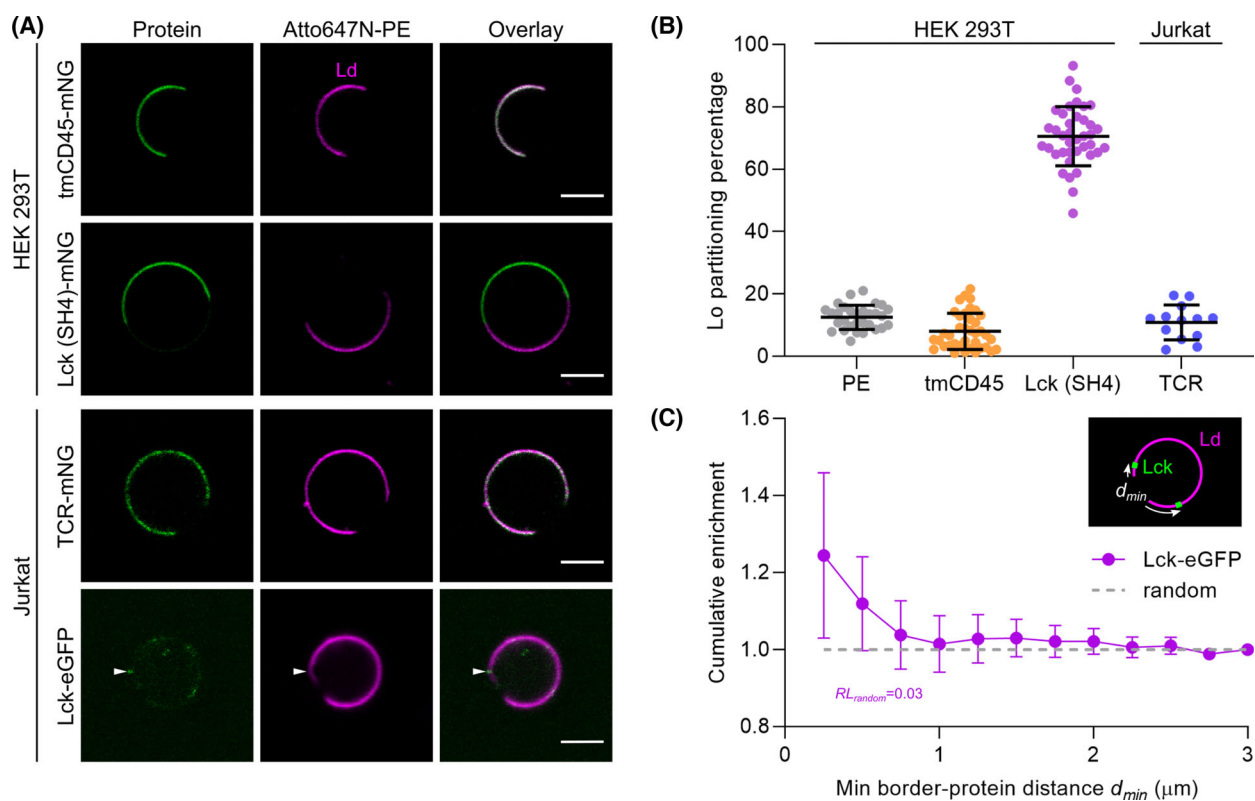 (A)
Protein Atto647N-PE Overlay
HEK 293T
tmCD45-mNG
Ld
Lck (SH4)-mNG
Jurkat
TCR-mNG
Lck-eGFP
(B)
HEK 293T Jurkat
Lo partitioning percentage
100
80
60
40
20
0
PE tmCD45 Lck (SH4) TCR
(C)
Cumulative enrichment
1.6
1.4
1.2
1.0
0.8
Ld
Lck
d_min
Lck-eGFP
random
RL_random=0.03
0 1 2 3
Min border-protein distance d_min (μm)